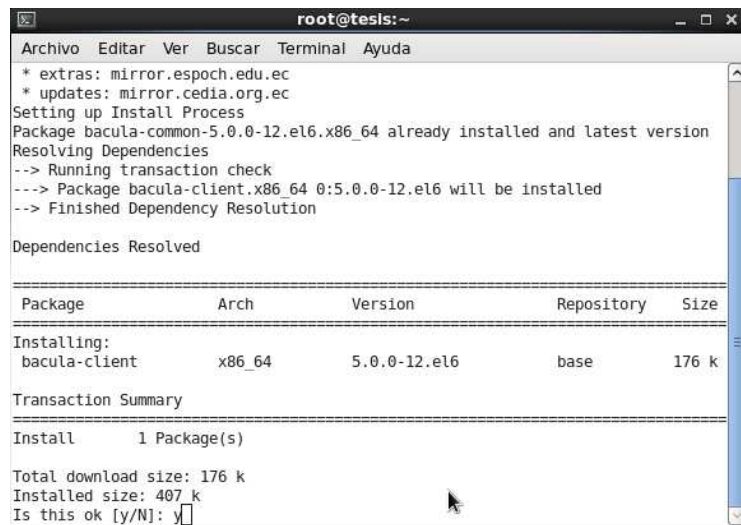 root@tesis:~
Archivo Editar Ver Buscar Terminal Ayuda
* extras: mirror.espoch.edu.ec
* updates: mirror.cedia.org.ec
Setting up Install Process
Package bacula-common-5.0.0-12.el6.x86_64 already installed and latest version
Resolving Dependencies
--> Running transaction check
---> Package bacula-client.x86_64 0:5.0.0-12.el6 will be installed
--> Finished Dependency Resolution
Dependencies Resolved
================================================================================
Package Arch Version Repository Size
================================================================================
Installing:
bacula-client x86_64 5.0.0-12.el6 base 176 k
Transaction Summary
================================================================================
Install 1 Package(s)
Total download size: 176 k
Installed size: 407 k
Is this ok [y/N]: y